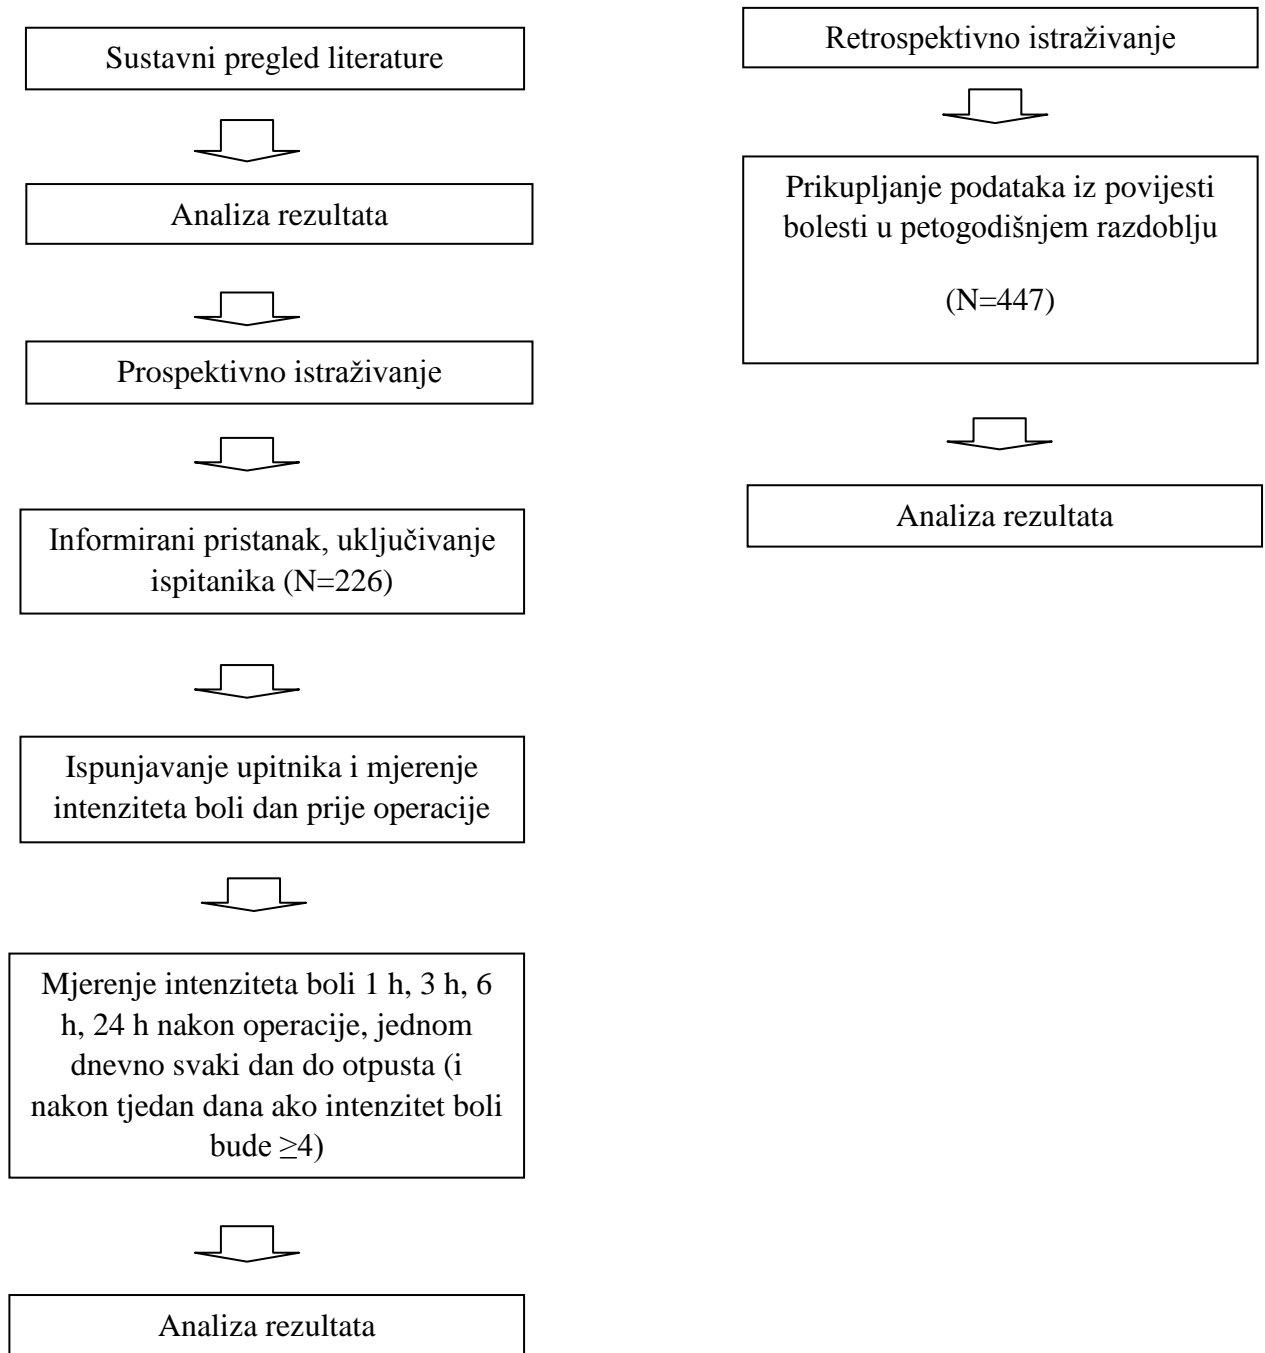 Sustavni pregled literature
Analiza rezultata
Prospektivno istraživanje
Informirani pristanak, uključivanje
ispitanika (N=226)
Ispunjavanje upitnika i mjerenje
intenziteta boli dan prije operacije
Mjerenje intenziteta boli 1 h, 3 h, 6
h, 24 h nakon operacije, jednom
dnevno svaki dan do otpusta (i
nakon tjedan dana ako intenzitet boli
bude ≥4)
Analiza rezultata
Retrospektivno istraživanje
Prikupljanje podataka iz povijesti
bolesti u petogodišnjem razdoblju
(N=447)
Analiza rezultata